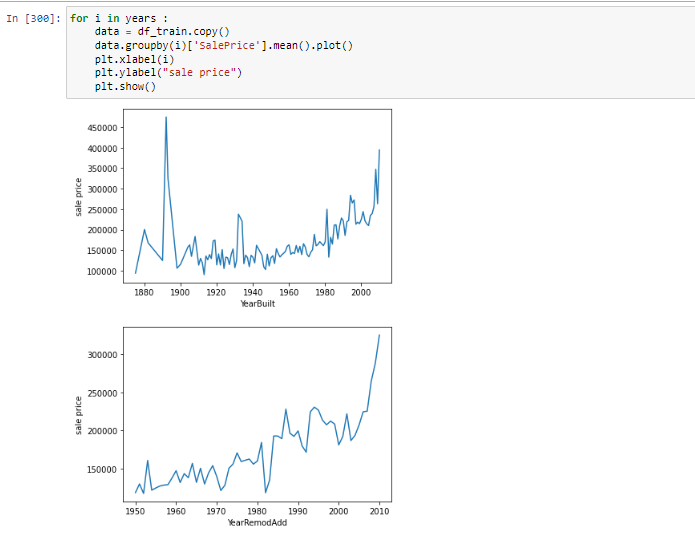 In [300]: for i in years :
data = df_train.copy()
data.groupby(i)['SalePrice'].mean().plot()
plt.xlabel(i)
plt.ylabel("sale price")
plt.show()
450000
400000
350000
300000
250000
200000
150000
100000
sale price
1880 1900 1920 1940 1960 1980 2000
YearBuilt
300000
250000
200000
150000
sale price
1950 1960 1970 1980 1990 2000 2010
YearRemodAdd